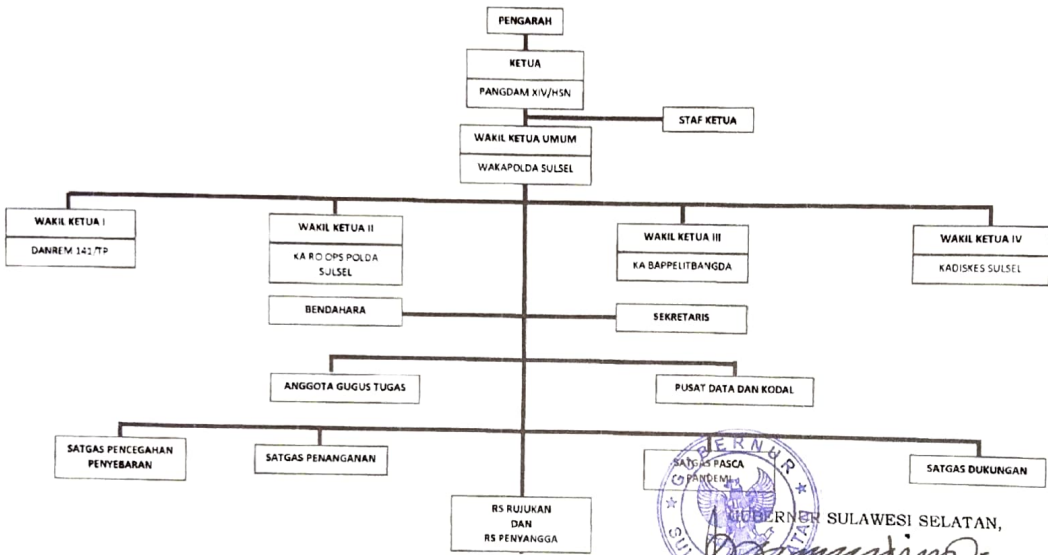 PENGARAH
KETUA
PANGDAM XIV/HSN
STAF KETUA
WAKIL KETUA UMUM
WAKAPOLDA SULSEL
WAKIL KETUA I
DANREM 141/TP
WAKIL KETUA II
KA RO OPS POLDA
SULSEL
WAKIL KETUA III
KA BAPPELITBANGDA
WAKIL KETUA IV
KADISKES SULSEL
BENDAHARA
SEKRETARIS
ANGGOTA GUGUS TUGAS
PUSAT DATA DAN KODAL
SATGAS PENCEGAHAN
PENYEBARAN
SATGAS PENANGANAN
SATGAS PASCA
PANDEMI
SATGAS DUKUNGAN
RS RUJUKAN
DAN
RS PENYANGGA
GUBERNUR
GUBERNUR SULAWESI SELATAN,